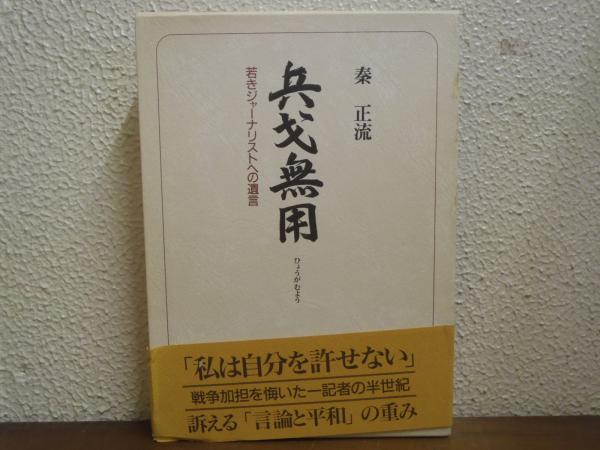 秦 正流
兵戈無用
ひょうがむよう
若きジャーナリストへの遺言
「私は自分を許せない」
戦争加担を悔いた一記者の半世紀
訴える「言論と平和」の重み